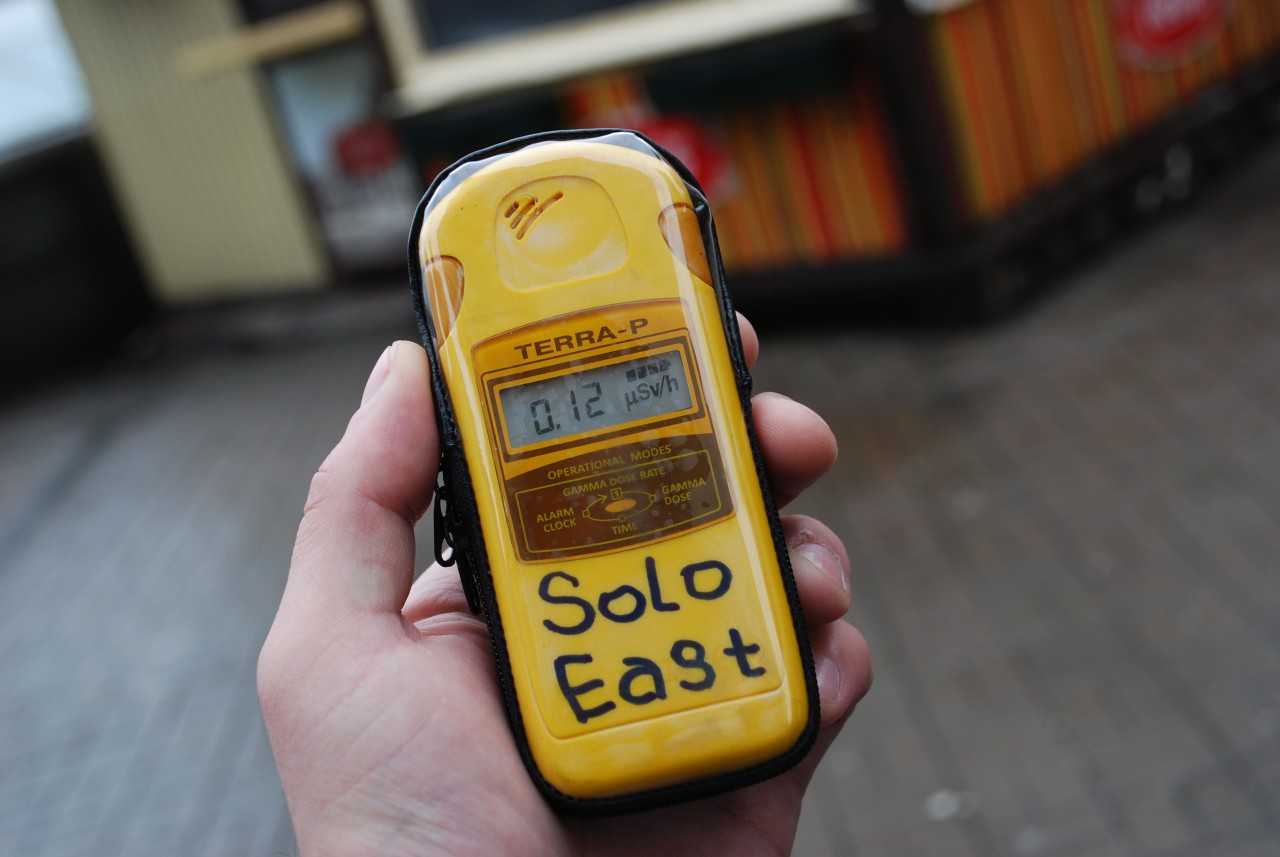 TERRA-P
0.12 µSv/h
OPERATIONAL MODES
GAMMA DOSE RATE
ALARM CLOCK
GAMMA DOSE
TIME
Solo
East